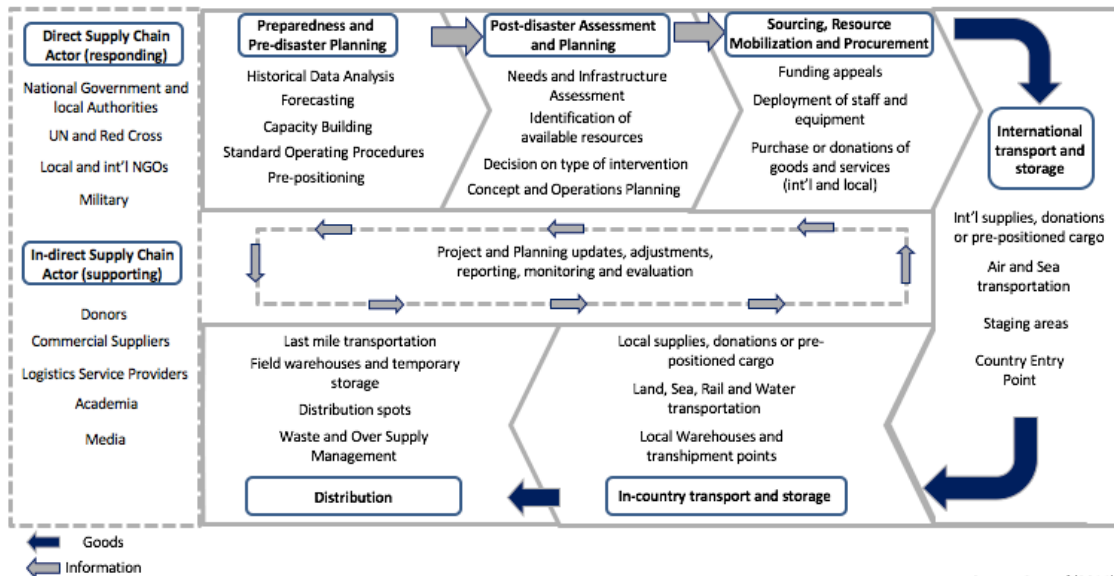 Direct Supply Chain
Actor (responding)
National Government and
local Authorities
UN and Red Cross
Local and int'l NGOs
Military
In-direct Supply Chain
Actor (supporting)
Donors
Commercial Suppliers
Logistics Service Providers
Academia
Media
Preparedness and
Pre-disaster Planning
Historical Data Analysis
Forecasting
Capacity Building
Standard Operating Procedures
Pre-positioning
Post-disaster Assessment
and Planning
Needs and Infrastructure
Assessment
Identification of
available resources
Decision on type of intervention
Concept and Operations Planning
Sourcing, Resource
Mobilization and Procurement
Funding appeals
Deployment of staff and
equipment
Purchase or donations of
goods and services
(int'l and local)
International
transport and
storage
Int'l supplies, donations
or pre-positioned cargo
Air and Sea
transportation
Staging areas
Country Entry
Point
Project and Planning updates, adjustments,
reporting, monitoring and evaluation
Local supplies, donations or pre-
positioned cargo
Land, Sea, Rail and Water
transportation
Local Warehouses and
transhipment points
In-country transport and storage
Last mile transportation
Field warehouses and temporary
storage
Distribution spots
Waste and Over Supply
Management
Distribution
Goods
Information